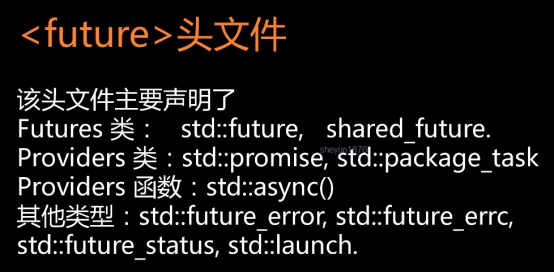 <future>头文件
该头文件主要声明了
Futures 类： std::future, shared_future.
Providers 类：std::promise, std::package_task
Providers 函数：std::async()
其他类型：std::future_error, std::future_errc,
std::future_status, std::launch.